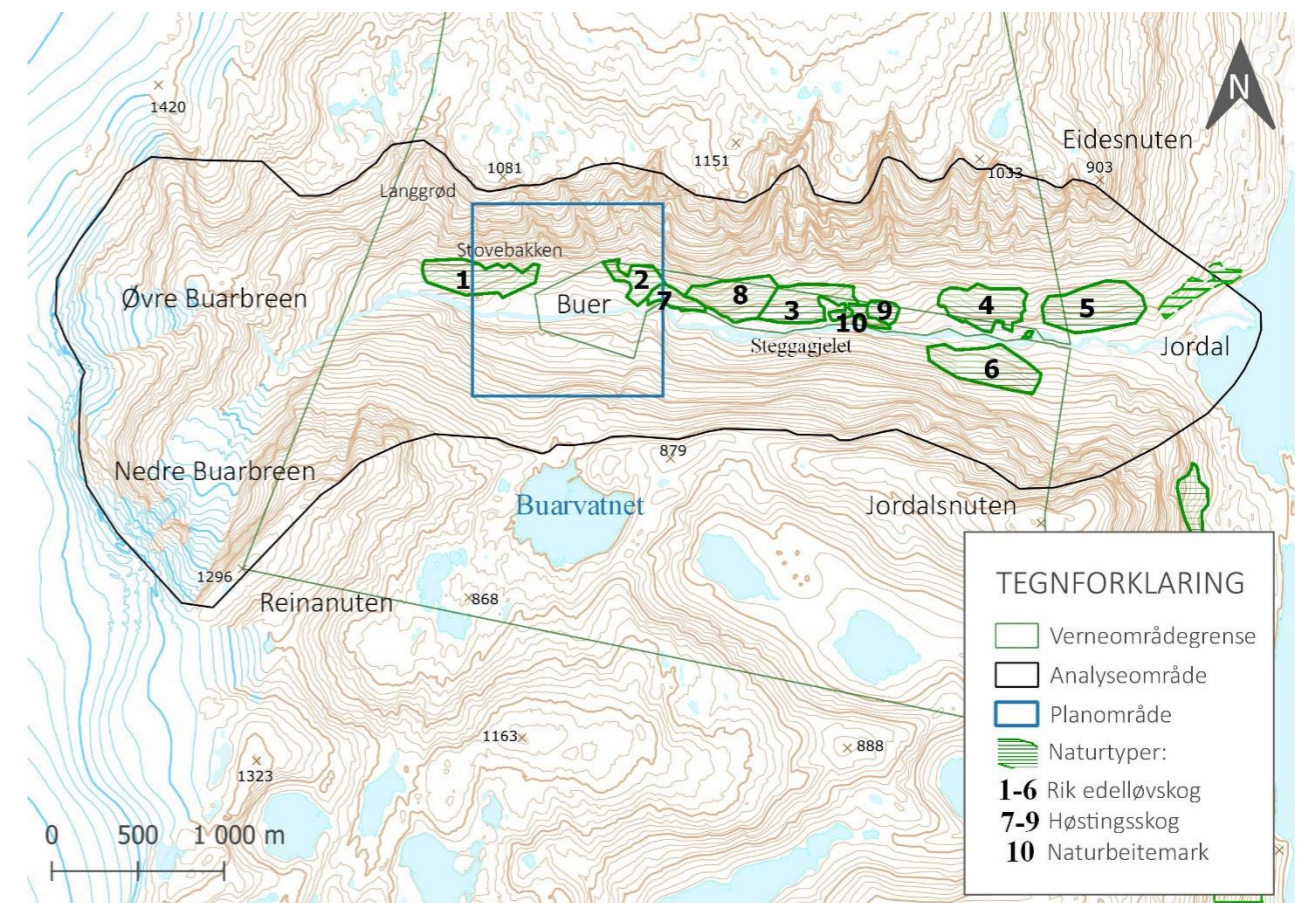 N
1420
1151
Eidesnuten
1081
1033
903
Langgrød
Stovebakken
1
2
Øvre Buarbreen
Buer
7
8
3
10
9
4
5
Steggagjelet
Jordal
6
879
Nedre Buarbreen
Buarvatnet
Jordalsnuten
1296
Reinanuten
868
1163
888
1323
0 500 1 000 m
TEGNFORKLARING
Verneområdegrense
Analyseområde
Planområde
Naturtyper:
1-6 Rik edelløvskog
7-9 Høstingsskog
10 Naturbeitemark